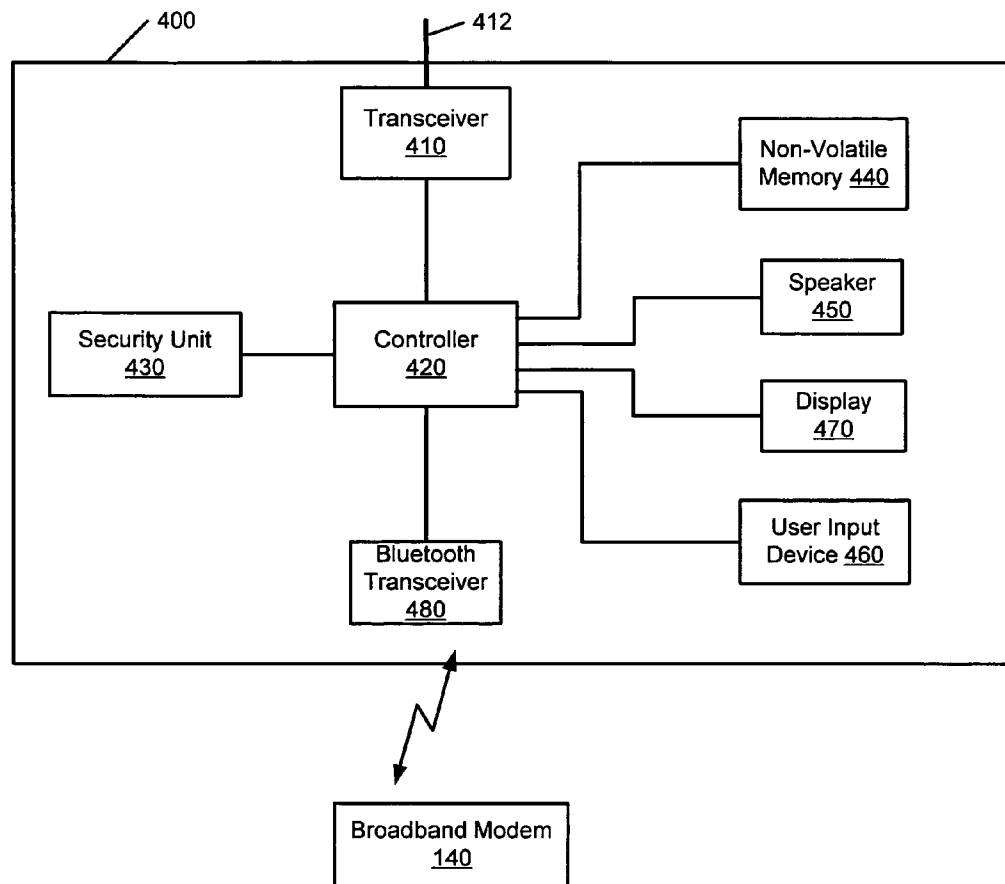 400
412
Transceiver
410
Non-Volatile
Memory 440
Speaker
450
Security Unit
430
Controller
420
Display
470
User Input
Device 460
Bluetooth
Transceiver
480
Broadband Modem
140